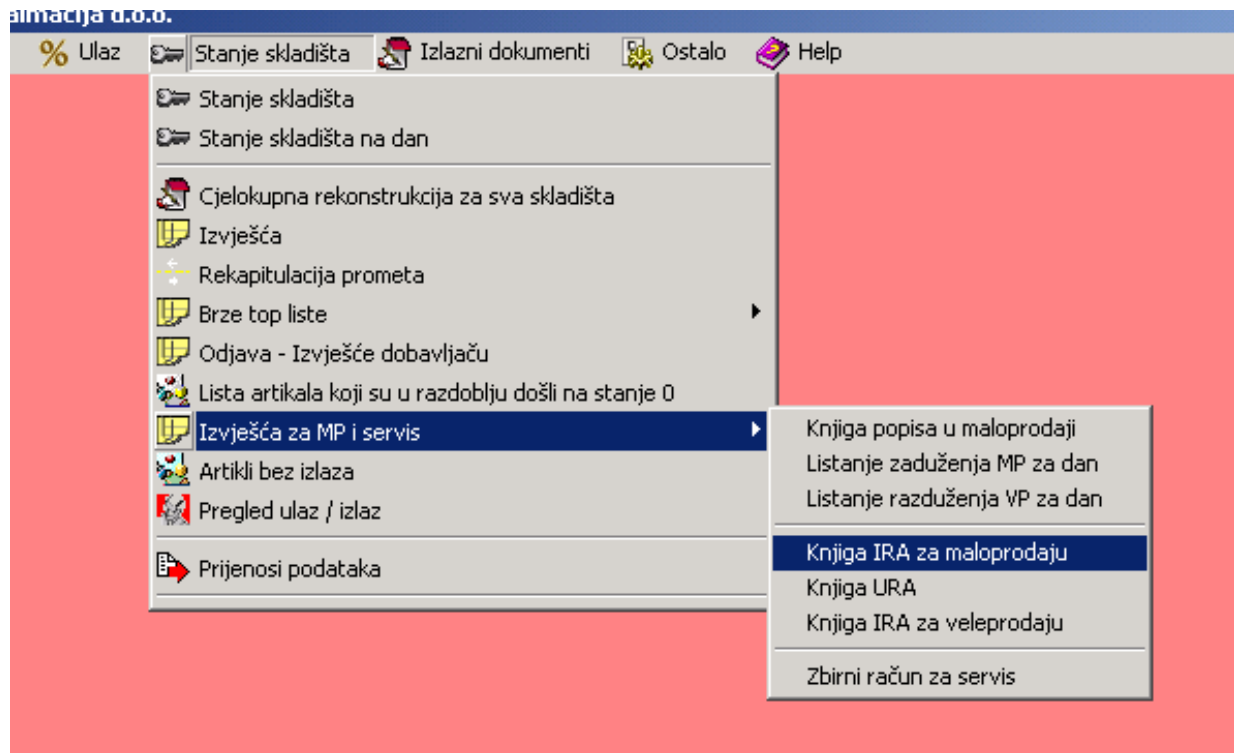 almacija d.o.o.
% Ulaz Stanje skladišta Izlazni dokumenti Ostalo Help
Stanje skladišta
Stanje skladišta na dan
Cjelokupna rekonstrukcija za sva skladišta
Izvješća
Rekapitulacija prometa
Brze top liste
Odjava - Izvješće dobavljaču
Lista artikala koji su u razdoblju došli na stanje 0
Izvješća za MP i servis
Artikli bez izlaza
Pregled ulaz / izlaz
Prijenosi podataka
Knjiga popisa u maloprodaji
Listanje zaduženja MP za dan
Listanje razduženja VP za dan
Knjiga IRA za maloprodaju
Knjiga URA
Knjiga IRA za veleprodaju
Zbirni račun za servis